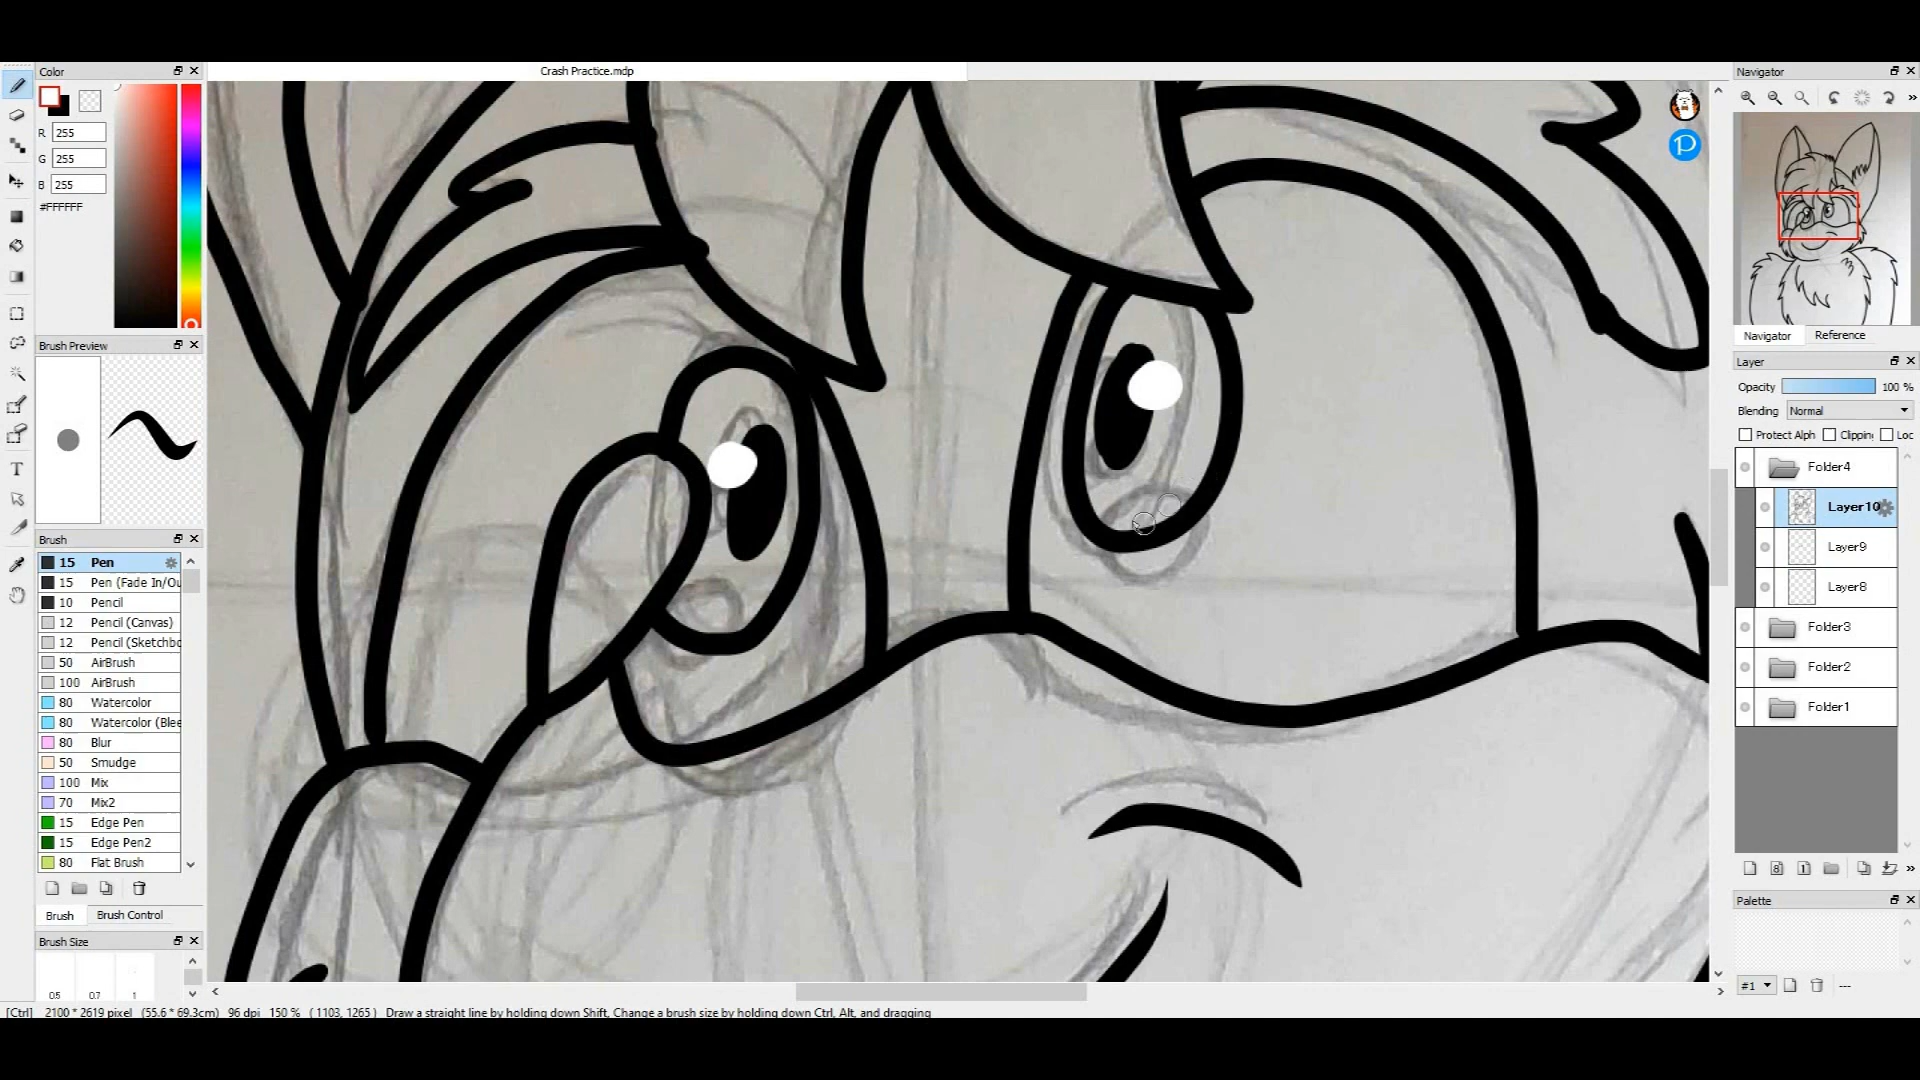 Color
Crash Practice.mdp
Navigator
R 255
G 255
B 255
#FFFFFF
Brush Preview
Navigator
Reference
Layer
Opacity 100 %
Blending Normal
Protect Alph Clipping Loc
Folder4
Layer10
Layer9
Layer8
Folder3
Folder2
Folder1
Brush
15 Pen
15 Pen (Fade In/Ou
10 Pencil
12 Pencil (Canvas)
12 Pencil (Sketchbo
50 AirBrush
100 AirBrush
80 Watercolor
80 Watercolor (Blee
80 Blur
50 Smudge
100 Mix
70 Mix2
15 Edge Pen
15 Edge Pen2
80 Flat Brush
Brush
Brush Control
Brush Size
0.5 0.7 1
Palette
#1
---
[Ctrl] 2100 * 2619 pixel (55.6 * 69.3cm) 96 dpi 150 % ( 1103, 1265 ) Draw a straight line by holding down Shift, Change a brush size by holding down Ctrl, Alt, and dragging